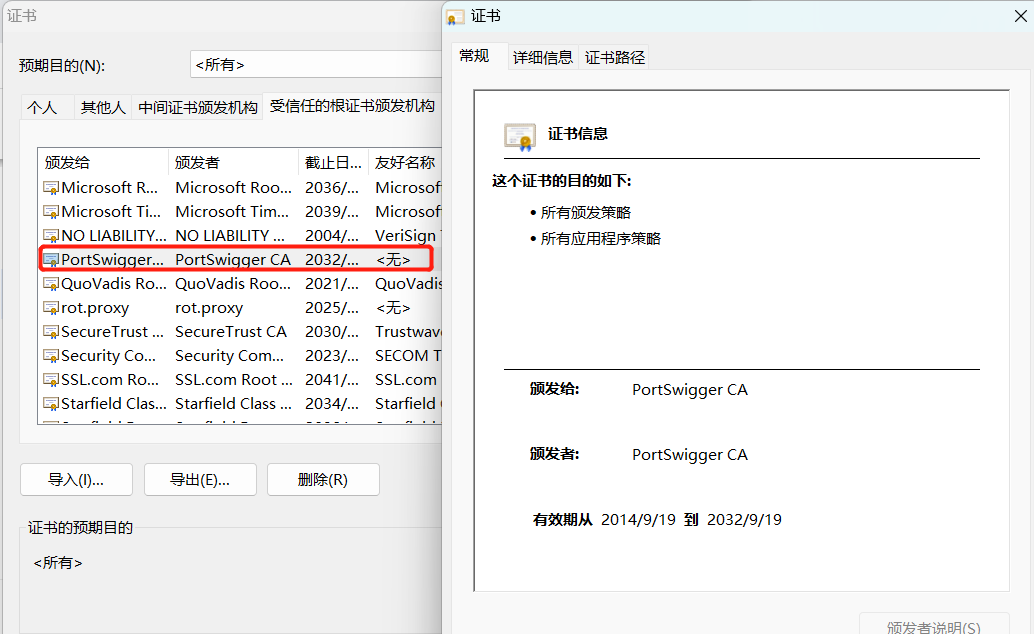 证书
预期目的(N):
<所有>
个人 其他人 中间证书颁发机构 受信任的根证书颁发机构
颁发给 颁发者 截止日... 友好名称
Microsoft R... Microsoft Roo... 2036/... Microsof
Microsoft Ti... Microsoft Tim... 2039/... Microsof
NO LIABILITY... NO LIABILITY ... 2004/... VeriSign
PortSwigger... PortSwigger CA 2032/... <无>
QuoVadis Ro... QuoVadis Roo... 2021/... QuoVadis
rot.proxy rot.proxy 2025/... <无>
SecureTrust ... SecureTrust CA 2030/... Trustwave
Security Co... Security Com... 2023/... SECOM T
SSL.com Ro... SSL.com Root ... 2041/... SSL.com
Starfield Clas... Starfield Class ... 2034/... Starfield
导入(I)... 导出(E)... 删除(R)
证书的预期目的
<所有>
证书
常规 详细信息 证书路径
证书信息
这个证书的目的如下:
• 所有颁发策略
• 所有应用程序策略
颁发给: PortSwigger CA
颁发者: PortSwigger CA
有效期从 2014/9/19 到 2032/9/19
颁发者说明(S)